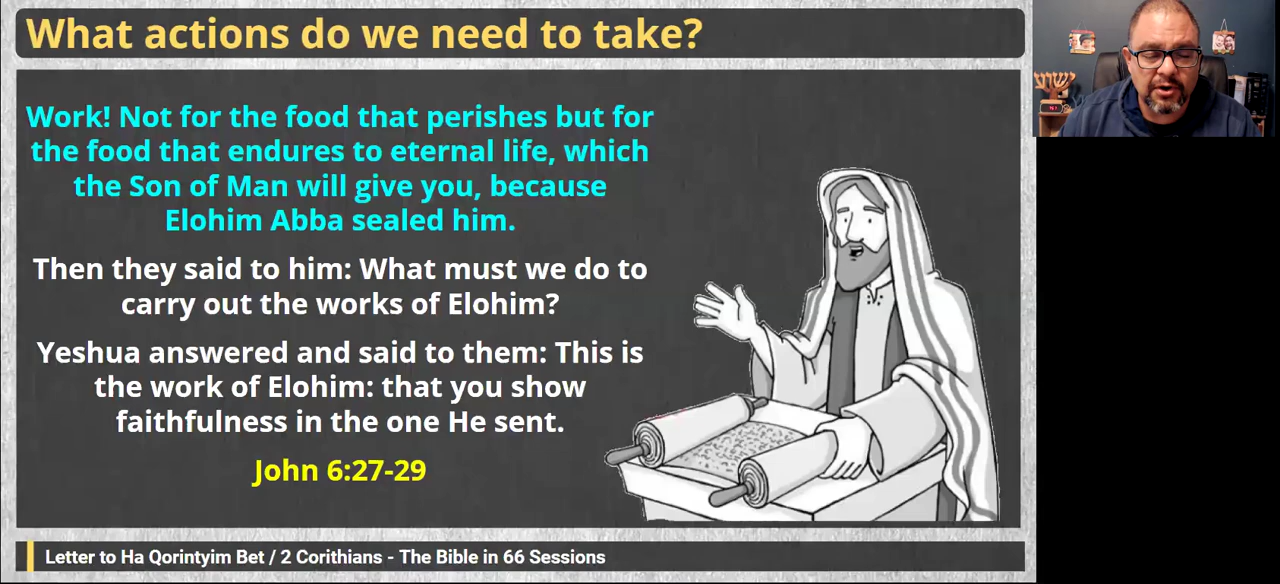 What actions do we need to take?
Work! Not for the food that perishes but for
the food that endures to eternal life, which
the Son of Man will give you, because
Elohim Abba sealed him.
Then they said to him: What must we do to
carry out the works of Elohim?
Yeshua answered and said to them: This is
the work of Elohim: that you show
faithfulness in the one He sent.
John 6:27-29
Letter to Ha Qorintyim Bet / 2 Corithians - The Bible in 66 Sessions